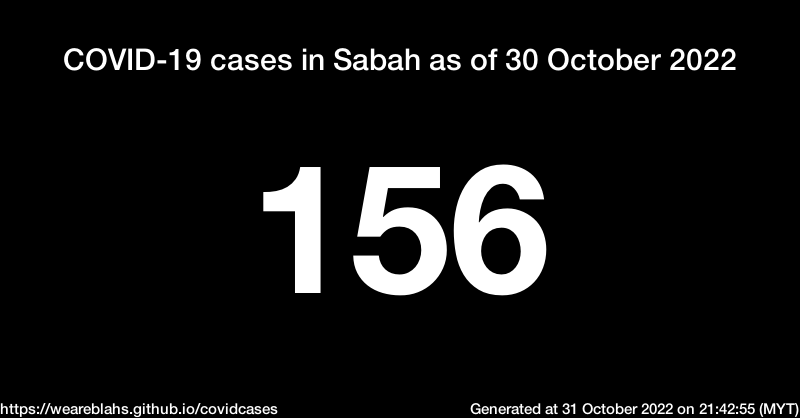 COVID-19 cases in Sabah as of 30 October 2022
156
https://weareblahs.github.io/covidcases
Generated at 31 October 2022 on 21:42:55 (MYT)